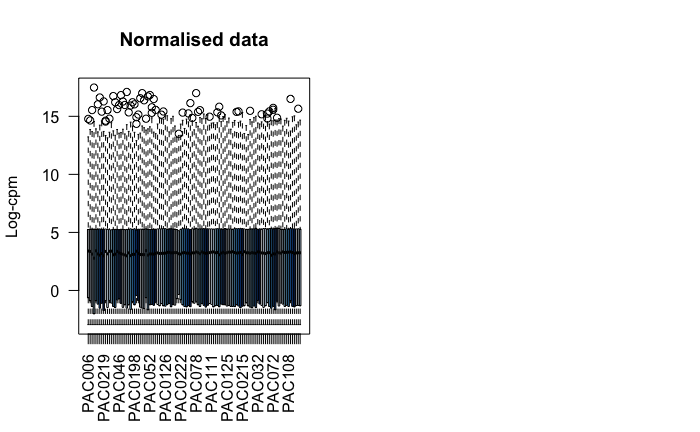 Normalised data
Log-cpm
15
10
5
0
PAC006
PAC0219
PAC046
PAC0198
PAC052
PAC0126
PAC0222
PAC078
PAC111
PAC0125
PAC0215
PAC032
PAC072
PAC108